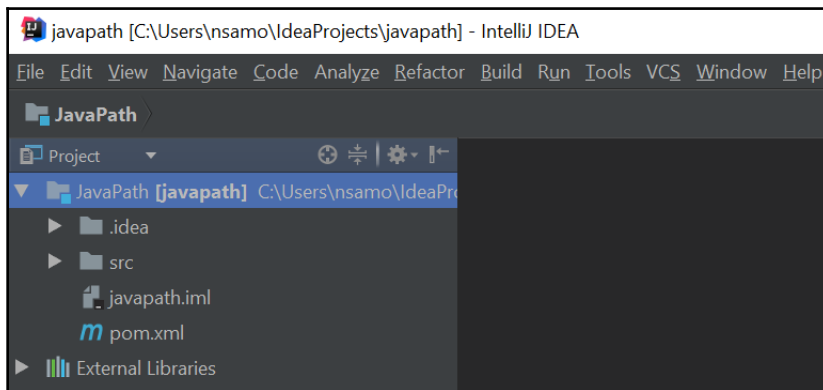 javapath [C:\Users\nsamo\IdeaProjects\javapath] - IntelliJ IDEA
File Edit View Navigate Code Analyze Refactor Build Run Tools VCS Window Help
JavaPath
Project
JavaPath [javapath] C:\Users\nsamo\IdeaPro
.idea
src
javapath.iml
m pom.xml
External Libraries